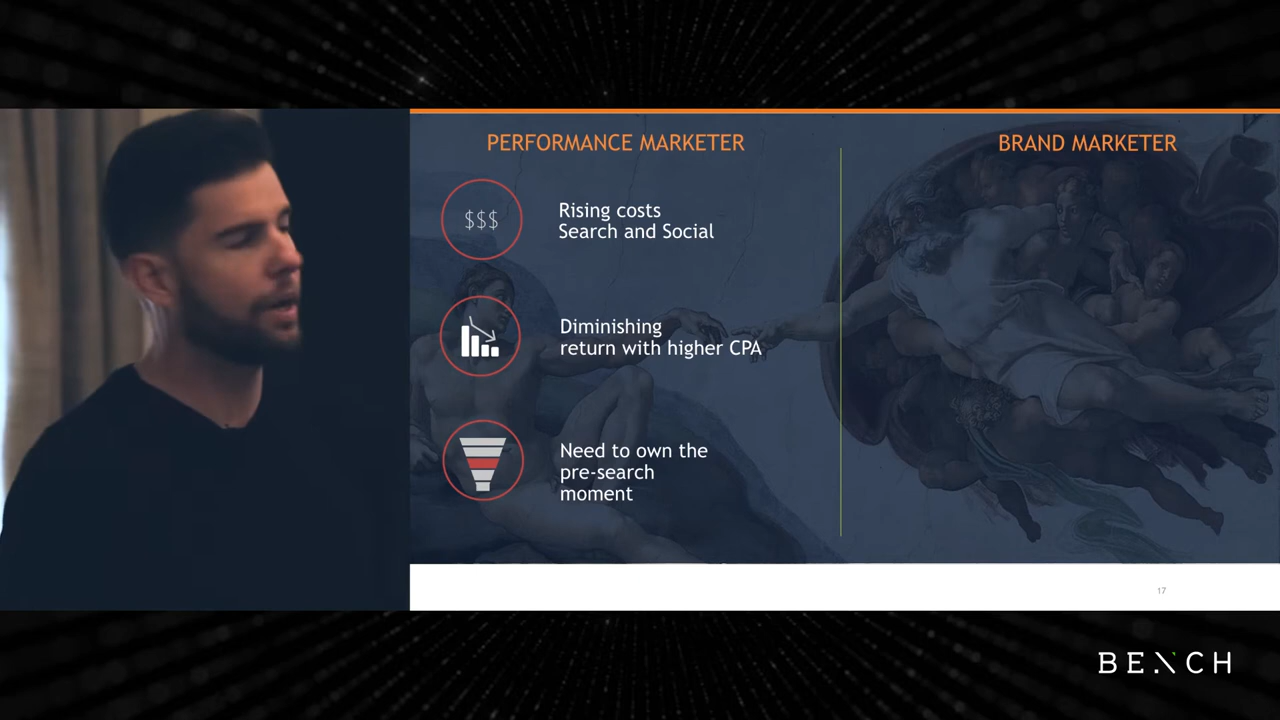 PERFORMANCE MARKETER
BRAND MARKETER
$$$
Rising costs
Search and Social
Diminishing
return with higher CPA
Need to own the
pre-search
moment
17
BENCH